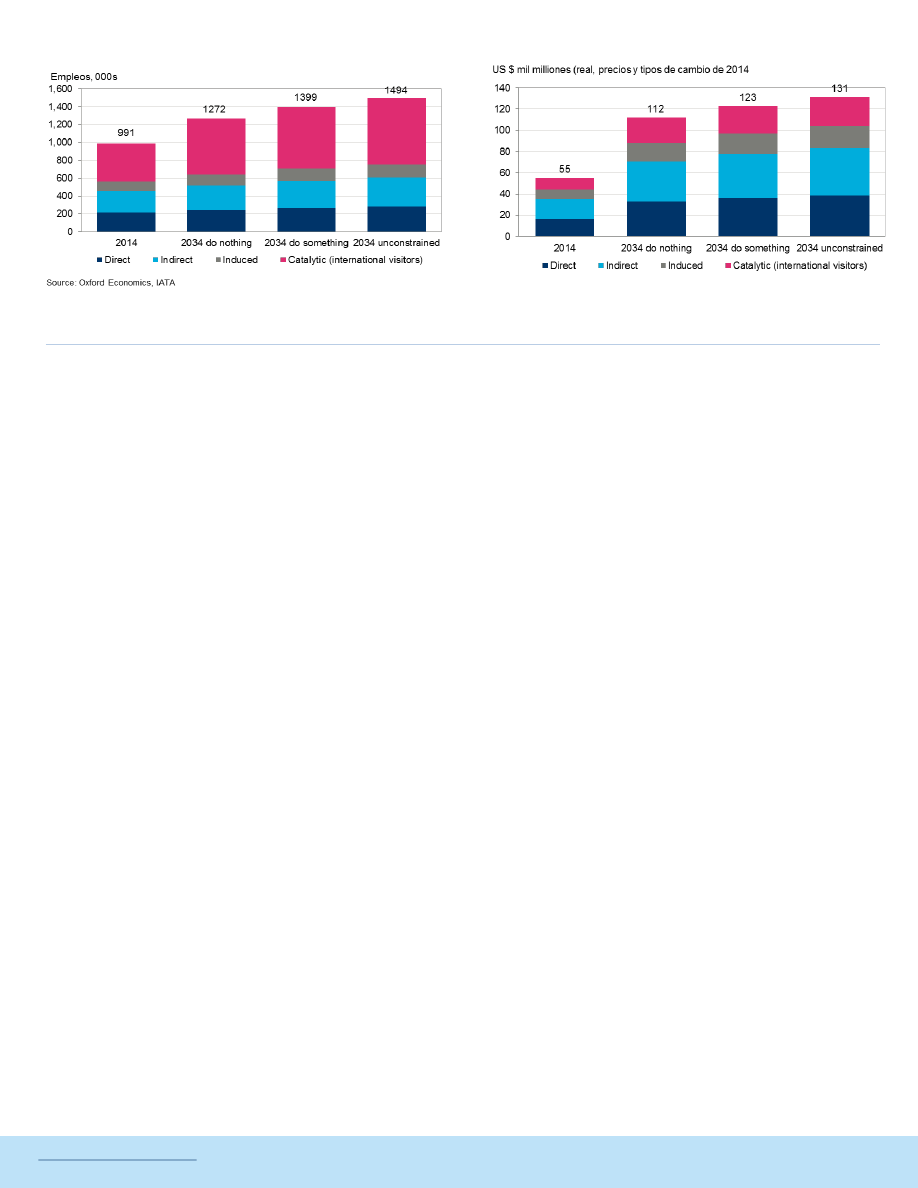 Empleos, 000s
1,600
1,400
1,200
1,000
800
600
400
200
0
991
1272
1399
1494
2014
2034 do nothing
2034 do something
2034 unconstrained
Direct
Indirect
Induced
Catalytic (international visitors)
Source: Oxford Economics, IATA
US $ mil milliones (real, precios y tipos de cambio de 2014
140
120
100
80
60
40
20
0
55
112
123
131
2014
2034 do nothing
2034 do something
2034 unconstrained
Direct
Indirect
Induced
Catalytic (international visitors)